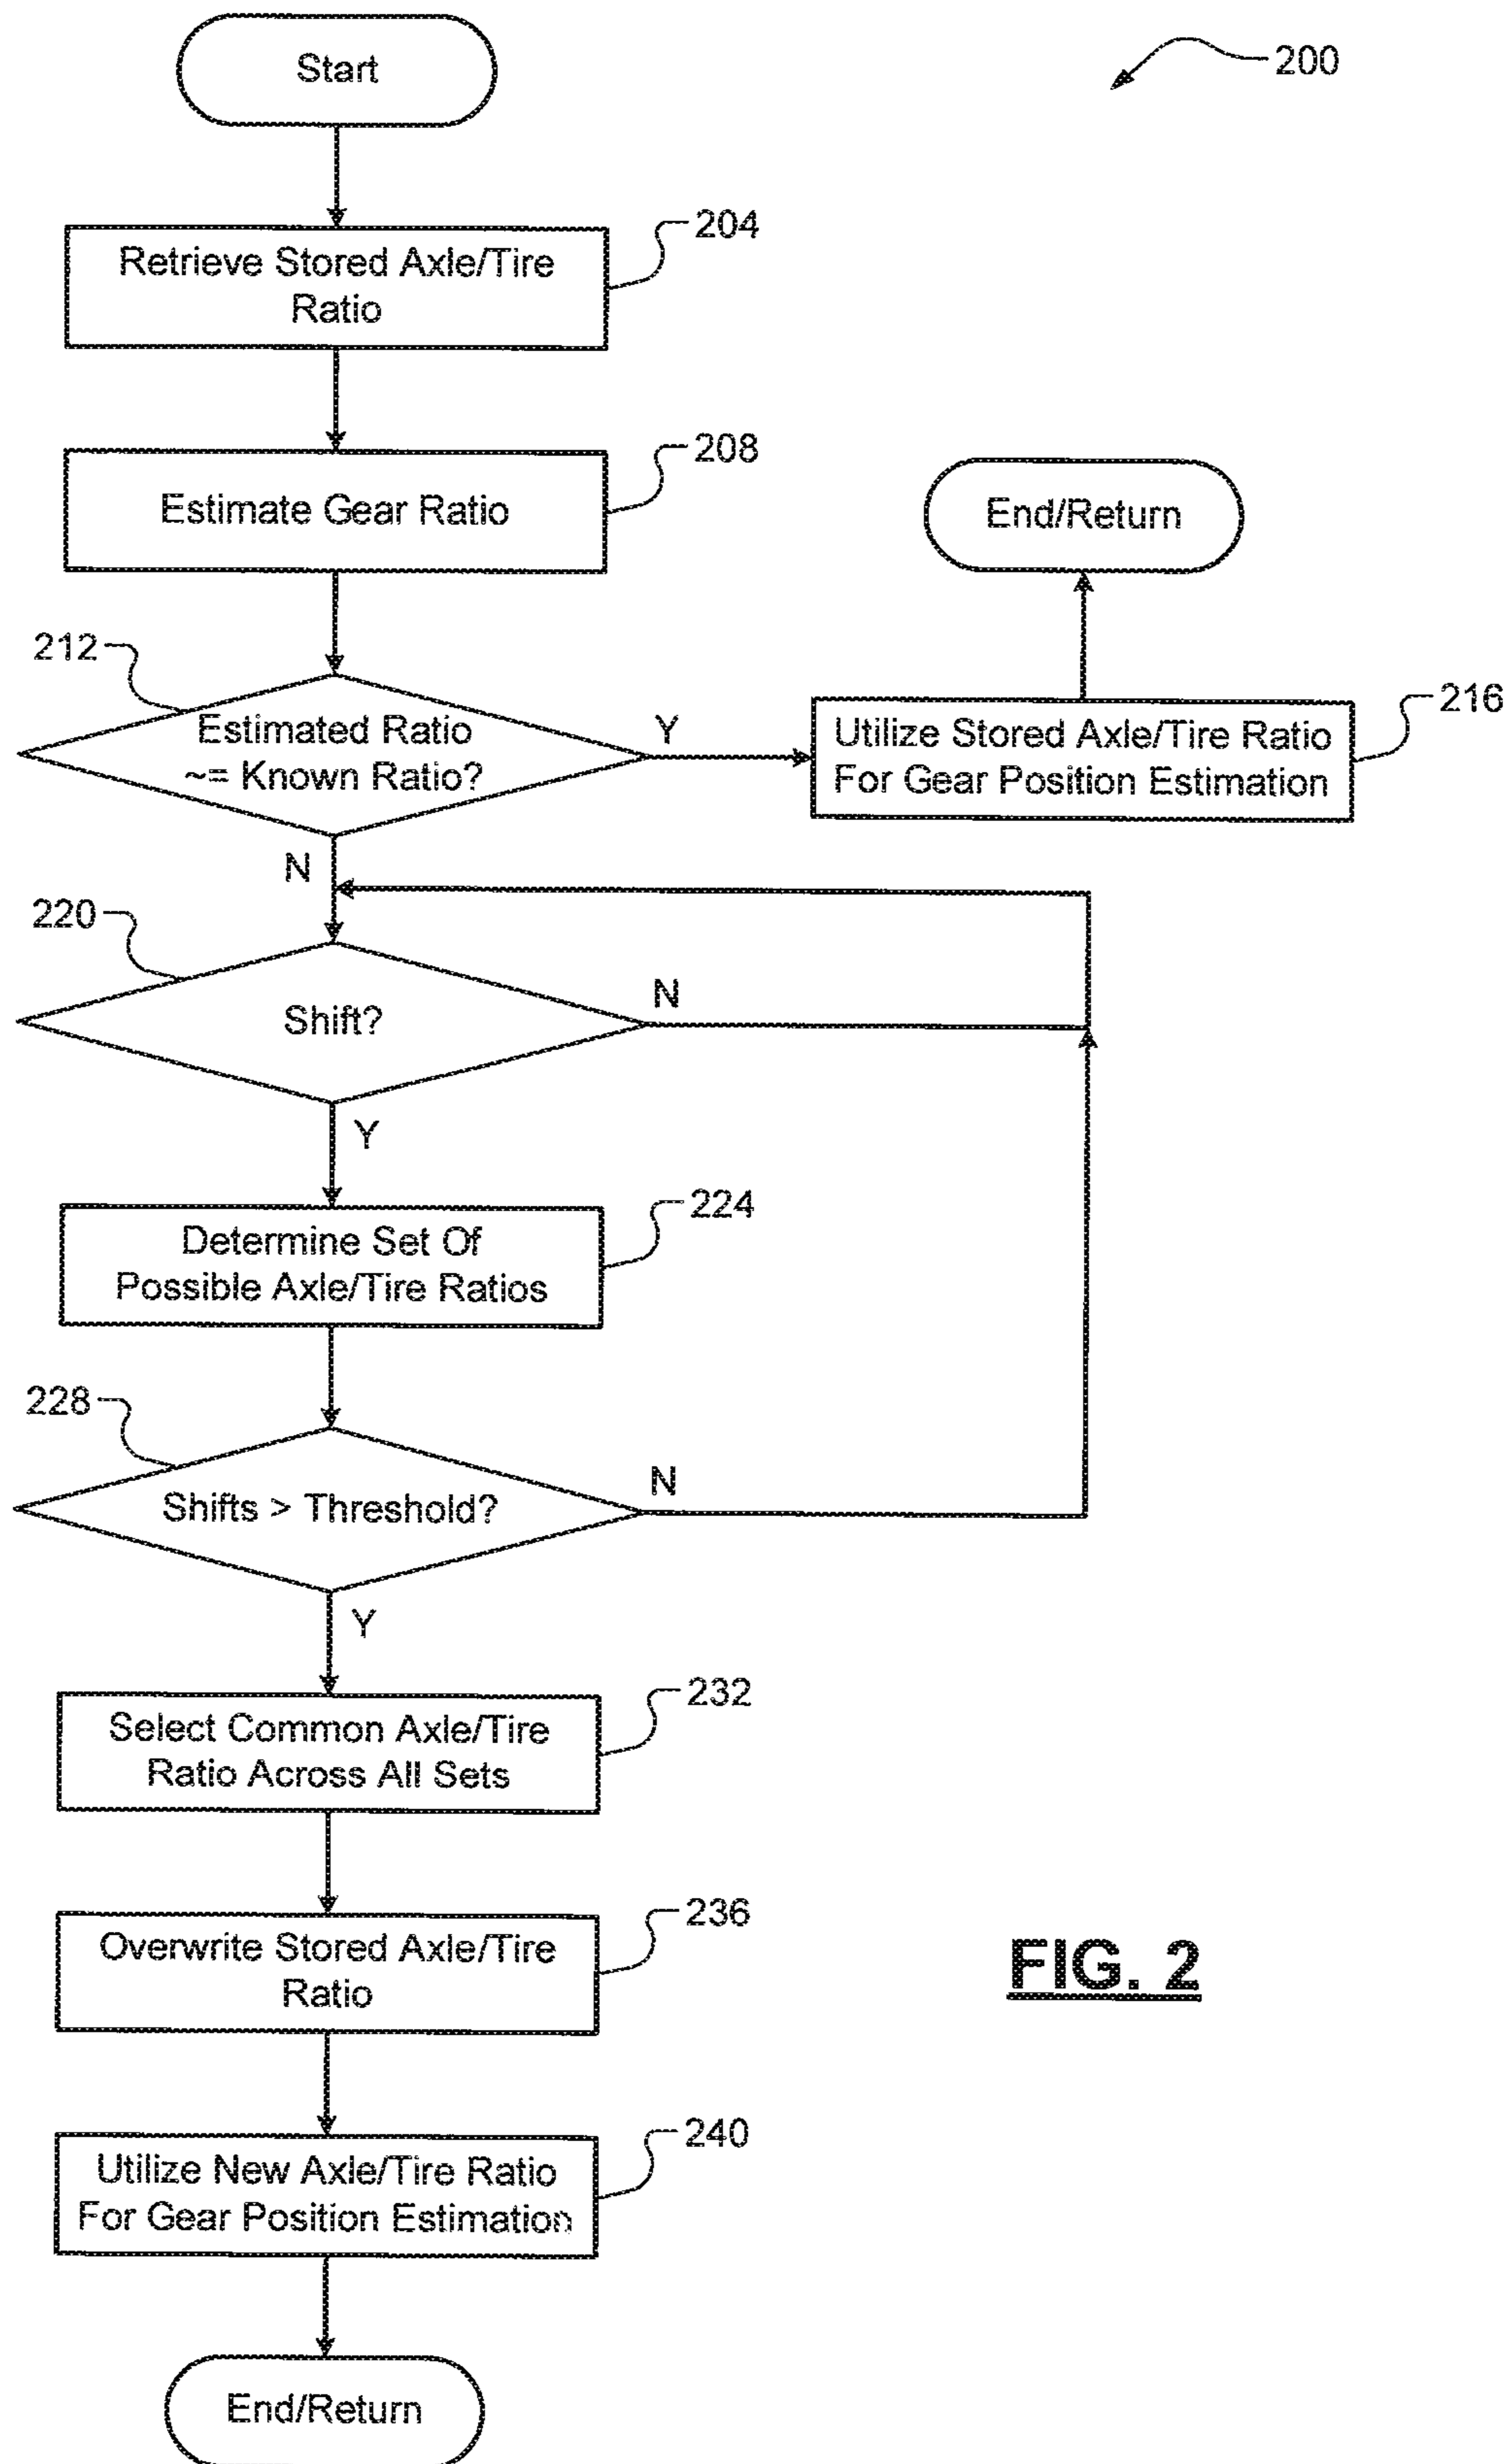 Start
200
204
Retrieve Stored Axle/Tire
Ratio
208
Estimate Gear Ratio
End/Return
212
Estimated Ratio
~= Known Ratio?
Y
216
Utilize Stored Axle/Tire Ratio
For Gear Position Estimation
N
220
Shift?
N
Y
224
Determine Set Of
Possible Axle/Tire Ratios
228
Shifts > Threshold?
N
Y
232
Select Common Axle/Tire
Ratio Across All Sets
236
Overwrite Stored Axle/Tire
Ratio
FIG. 2
240
Utilize New Axle/Tire Ratio
For Gear Position Estimation
End/Return